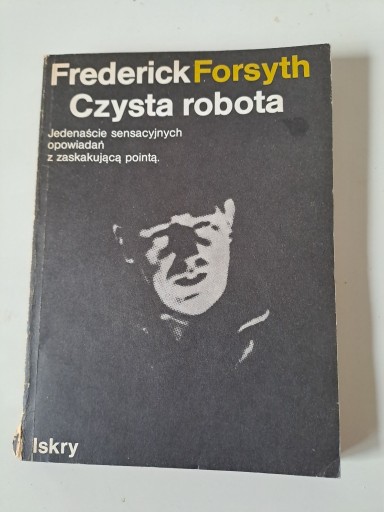 Frederick Forsyth
Czysta robota
Jedenaście sensacyjnych
opowiadań
z zaskakującą pointą.
Iskry